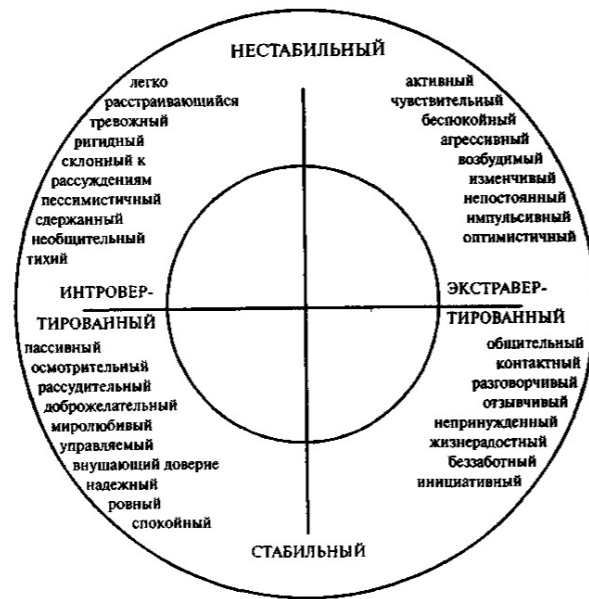 НЕСТАБИЛЬНЫЙ
легко
расстраивающийся
тревожный
ригидный
склонный к
рассуждениям
пессимистичный
сдержанный
необщительный
тихий
активный
чувствительный
беспокойный
агрессивный
возбудимый
изменчивый
непостоянный
импульсивный
оптимистичный
ИНТРОВЕР-
ТИРОВАННЫЙ
ЭКСТРАВЕР-
ТИРОВАННЫЙ
пассивный
осмотрительный
рассудительный
доброжелательный
миролюбивый
управляемый
внушающий доверие
надежный
ровный
спокойный
общительный
контактный
разговорчивый
отзывчивый
непринужденный
жизнерадостный
беззаботный
инициативный
СТАБИЛЬНЫЙ